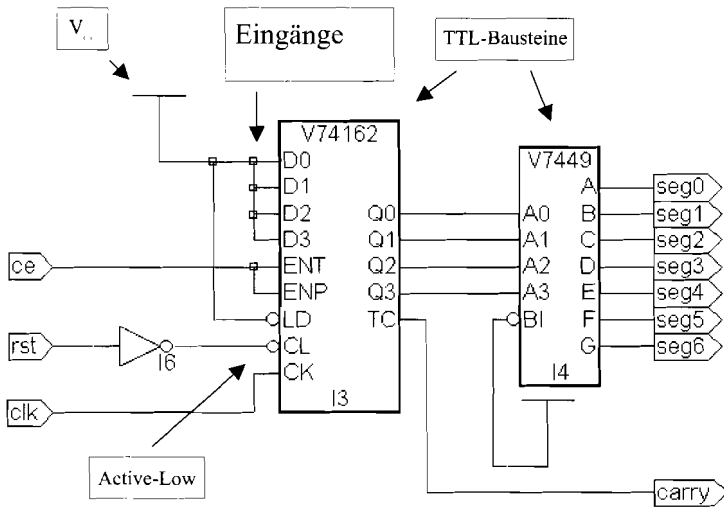 V
Eingänge
TTL-Bausteine
V74162
V7449
D0
D1
D2
D3
ENT
ENP
LD
CL
CK
Q0
Q1
Q2
Q3
TC
I3
A0
A1
A2
A3
BI
A
B
C
D
E
F
G
I4
seg0
seg1
seg2
seg3
seg4
seg5
seg6
ce
rst
I6
clk
Active-Low
carry